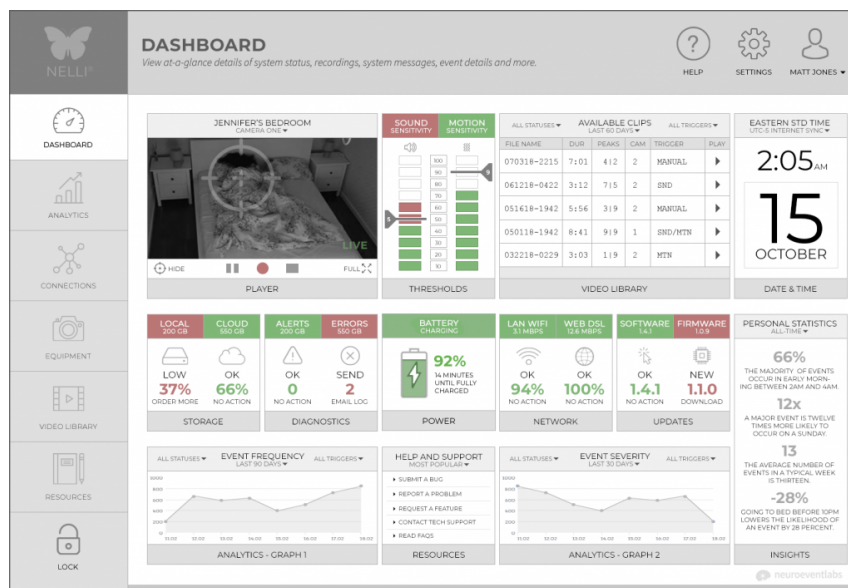 NELLI®
DASHBOARD
View at-a-glance details of system status, recordings, system messages, event details and more.
HELP
SETTINGS
MATT JONES
DASHBOARD
ANALYTICS
CONNECTIONS
EQUIPMENT
VIDEO LIBRARY
RESOURCES
LOCK
JENNIFER'S BEDROOM
CAMERA ONE
LIVE
HIDE
FULL
PLAYER
SOUND SENSITIVITY
MOTION SENSITIVITY
100
90
80
70
60
50
40
30
20
10
S
S
THRESHOLDS
ALL STATUSES
AVAILABLE CLIPS
ALL TRIGGERS
LAST 60 DAYS
FILE NAME DUR PEAKS CAM TRIGGER PLAY
070318-2215 7:01 4|2 2 MANUAL
061218-0422 3:12 7|5 2 SND
051618-1942 5:56 3|9 2 MANUAL
050118-1942 8:41 9|9 1 SND/MTN
032218-0229 3:03 1|9 2 MTN
VIDEO LIBRARY
EASTERN STD TIME
UTC-5 INTERNET SYNC
2:05AM
15
OCTOBER
DATE & TIME
LOCAL
200 GB
LOW
37%
ORDER MORE
CLOUD
550 GB
OK
66%
NO ACTION
STORAGE
ALERTS
200 GB
OK
0
NO ACTION
ERRORS
550 GB
SEND
2
EMAIL LOG
DIAGNOSTICS
BATTERY
CHARGING
92%
14 MINUTES
UNTIL FULLY
CHARGED
POWER
LAN WIFI
3.1 MBPS
OK
94%
NO ACTION
WEB DSL
12.6 MBPS
OK
100%
NO ACTION
NETWORK
SOFTWARE
1.4.1
OK
1.4.1
NO ACTION
FIRMWARE
1.0.9
NEW
1.1.0
DOWNLOAD
UPDATES
PERSONAL STATISTICS
ALL-TIME
66%
THE MAJORITY OF EVENTS
OCCUR IN EARLY MORN-
ING BETWEEN 2AM AND 4AM.
12x
A MAJOR EVENT IS TWELVE
TIMES MORE LIKELY TO
OCCUR ON A SUNDAY.
13
THE AVERAGE NUMBER OF
EVENTS IN A TYPICAL WEEK
IS THIRTEEN.
-28%
GOING TO BED BEFORE 10PM
LOWERS THE LIKELIHOOD OF
AN EVENT BY 28 PERCENT.
INSIGHTS
ALL STATUSES
EVENT FREQUENCY
ALL TRIGGERS
LAST 90 DAYS
ANALYTICS - GRAPH 1
HELP AND SUPPORT
MOST POPULAR
SUBMIT A BUG
REPORT A PROBLEM
REQUEST A FEATURE
CONTACT TECH SUPPORT
READ FAQS
RESOURCES
ALL STATUSES
EVENT SEVERITY
ALL TRIGGERS
LAST 30 DAYS
ANALYTICS - GRAPH 2
neuroeventlabs